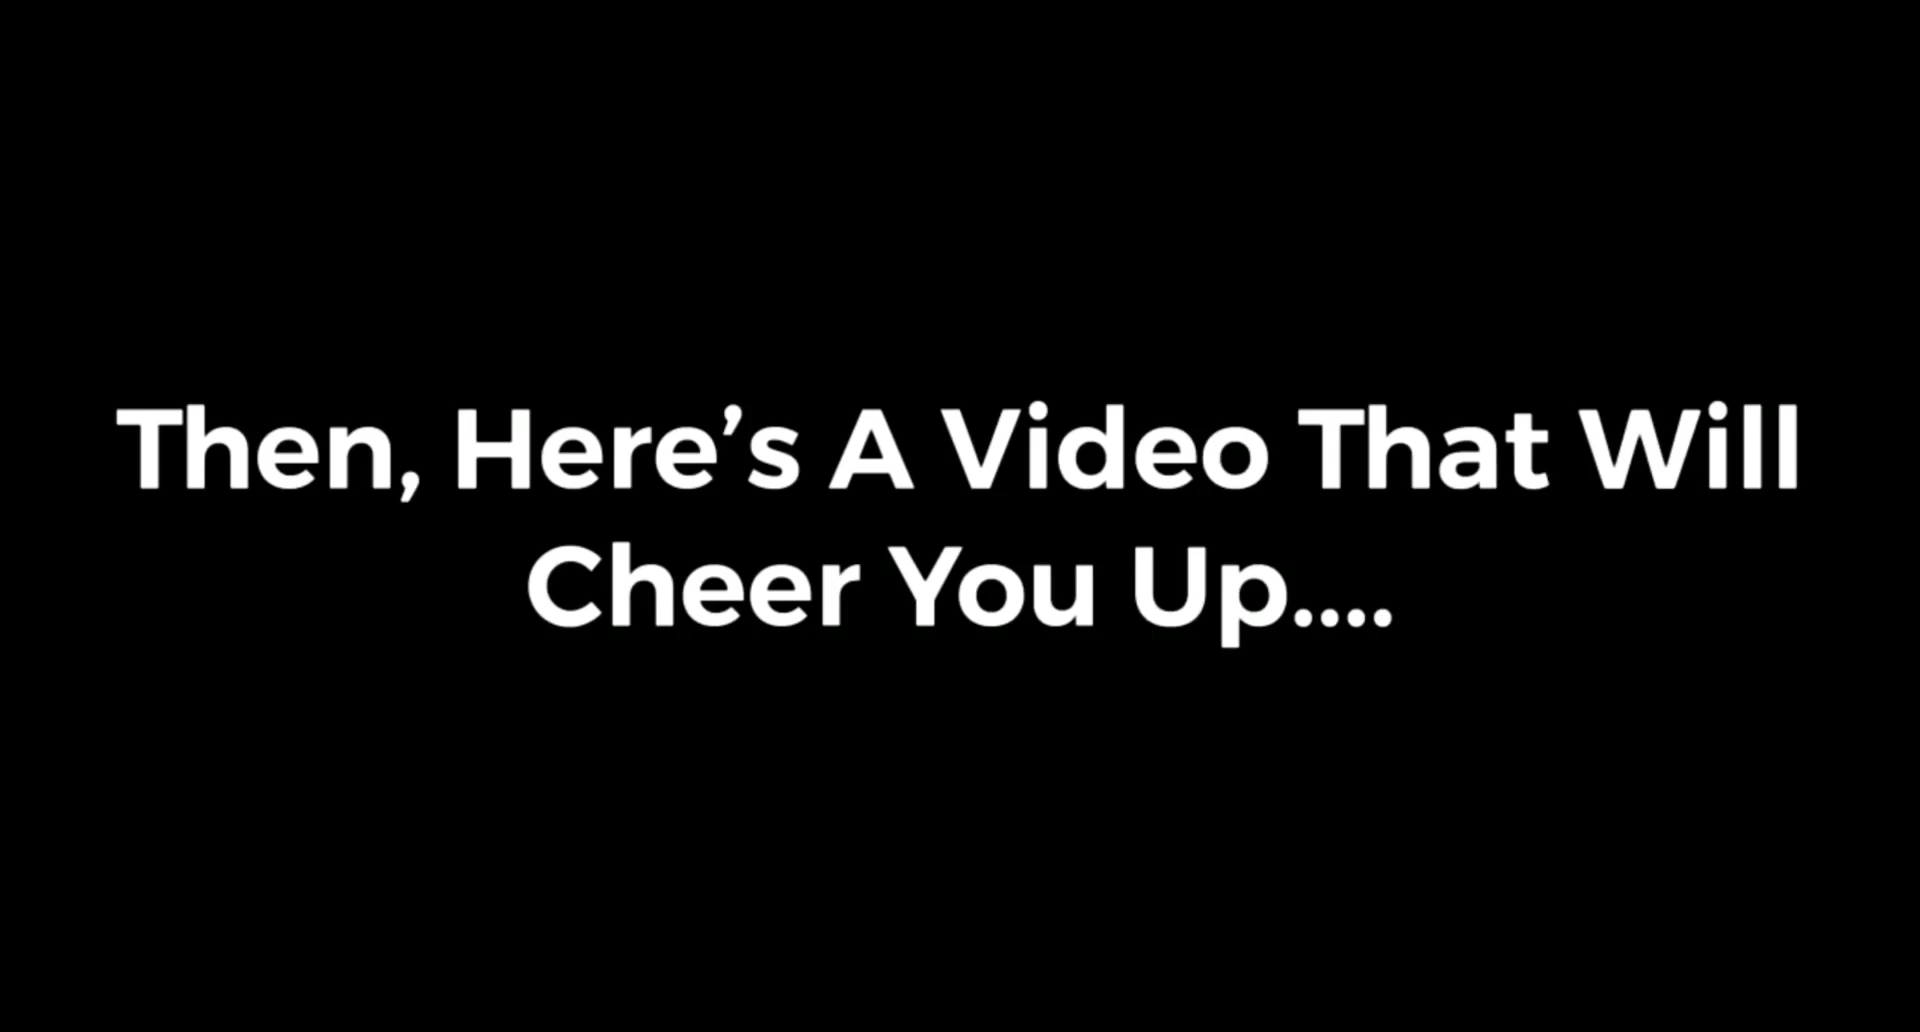 Then, Here’s A Video That Will
Cheer You Up....